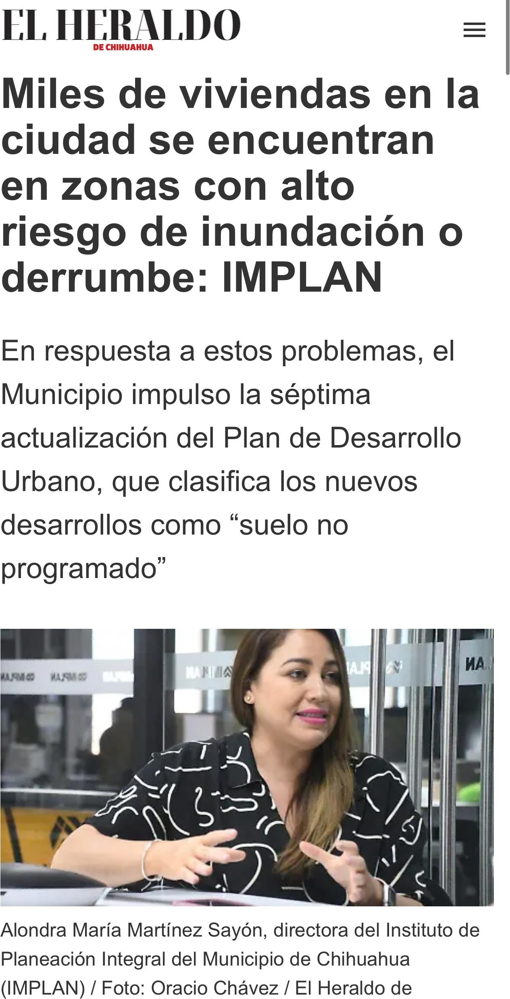 EL HERALDO
DE CHIHUAHUA
Miles de viviendas en la
ciudad se encuentran
en zonas con alto
riesgo de inundación o
derrumbe: IMPLAN
En respuesta a estos problemas, el
Municipio impulso la séptima
actualización del Plan de Desarrollo
Urbano, que clasifica los nuevos
desarrollos como “suelo no
programado”
IMPLAN
IMPLAN
IMPLAN
Alondra María Martínez Sayón, directora del Instituto de
Planeación Integral del Municipio de Chihuahua
(IMPLAN) / Foto: Oracio Chávez / El Heraldo de